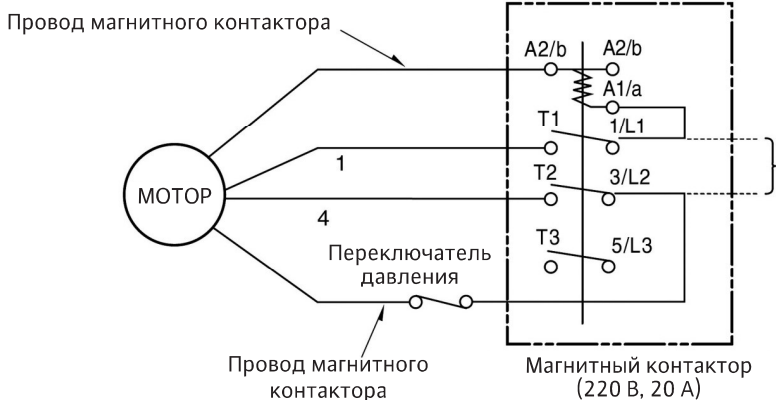 Провод магнитного контактора
A2/b
A2/b
A1/a
T1
1/L1
1
T2
3/L2
МОТОР
4
T3
5/L3
Переключатель
давления
Провод магнитного
контактора
Магнитный контактор
(220 В, 20 А)